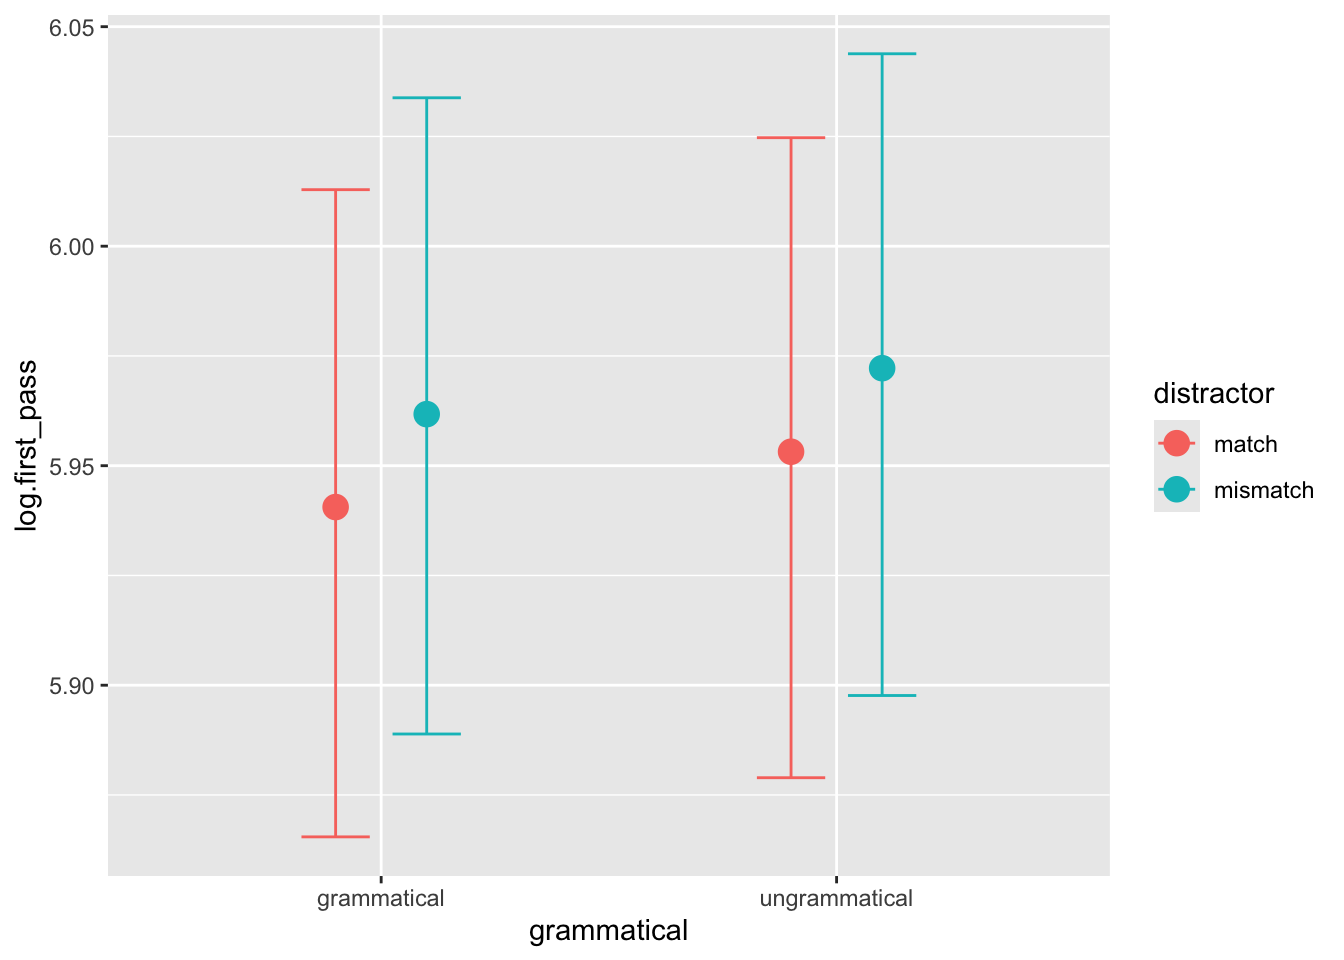 6.05
6.00
5.95
5.90
log.first_pass
grammatical
ungrammatical
grammatical
distractor
match
mismatch